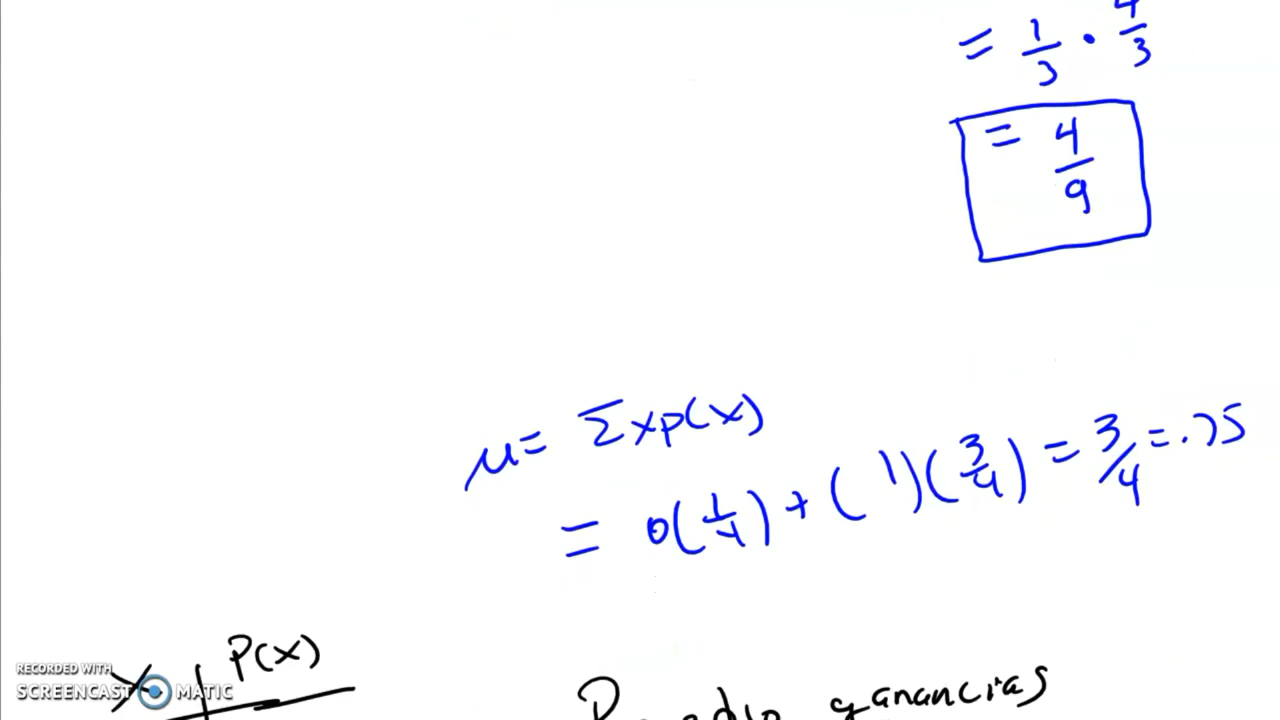 = 1/3 · 4/3
= 4/9
μ = Σxp(x)
= 0(1/4) + (1)(3/4) = 3/4 = .75
X P(X)
ganancias
RECORDED WITH
SCREENCAST MATIC